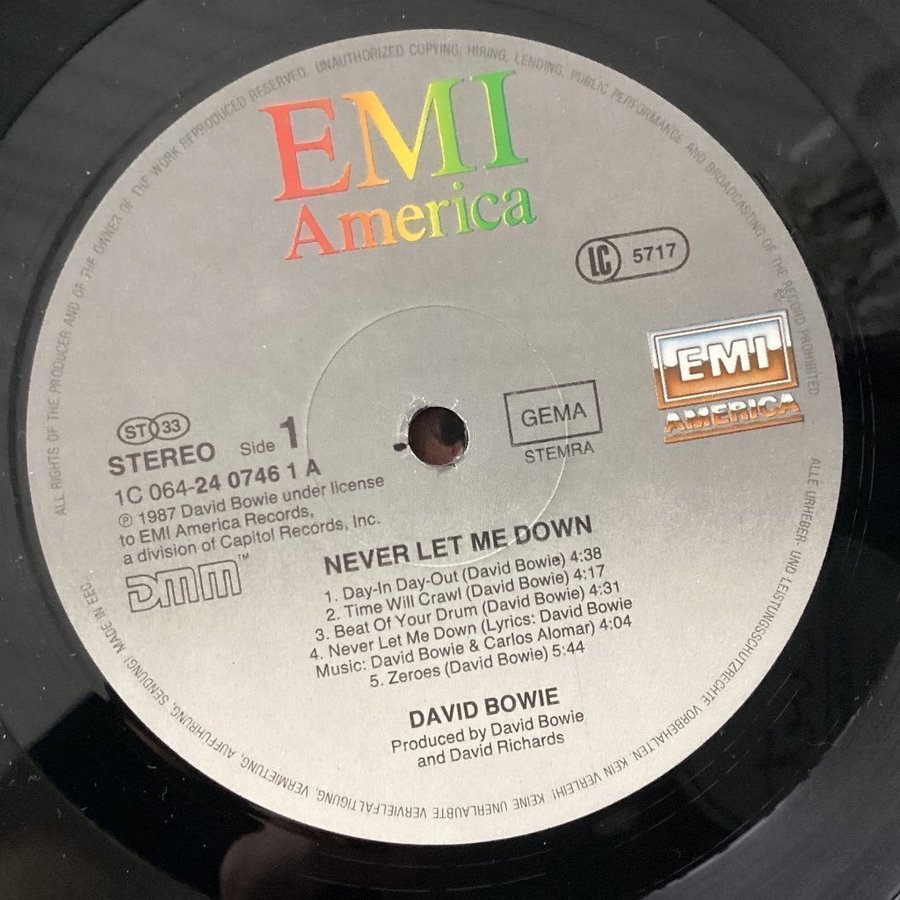 ALL RIGHTS OF THE PRODUCER AND OF THE OWNER OF THE WORK REPRODUCED RESERVED. UNAUTHORIZED COPYING, HIRING, LENDING, PUBLIC PERFORMANCE AND BROADCASTING OF THE RECORD PROHIBITED
EMI
America
LC 5717
EMI
AMERICA
GEMA
STEMRA
ST 33
STEREO Side 1
1C 064-24 0746 1 A
℗ 1987 David Bowie under license
to EMI America Records,
a division of Capitol Records, Inc.
DMM™
NEVER LET ME DOWN
1. Day-In Day-Out (David Bowie) 4:38
2. Time Will Crawl (David Bowie) 4:17
3. Beat Of Your Drum (David Bowie) 4:31
4. Never Let Me Down (Lyrics: David Bowie
Music: David Bowie & Carlos Alomar) 4:04
5. Zeroes (David Bowie) 5:44
DAVID BOWIE
Produced by David Bowie
and David Richards
ALLE URHEBER- UND LEISTUNGSSCHUTZRECHTE VORBEHALTEN. KEIN VERLEIH! KEINE UNERLAUBTE VERVIELFÄLTIGUNG, VERMIETUNG, AUFFÜHRUNG, SENDUNG! MADE IN EEC.